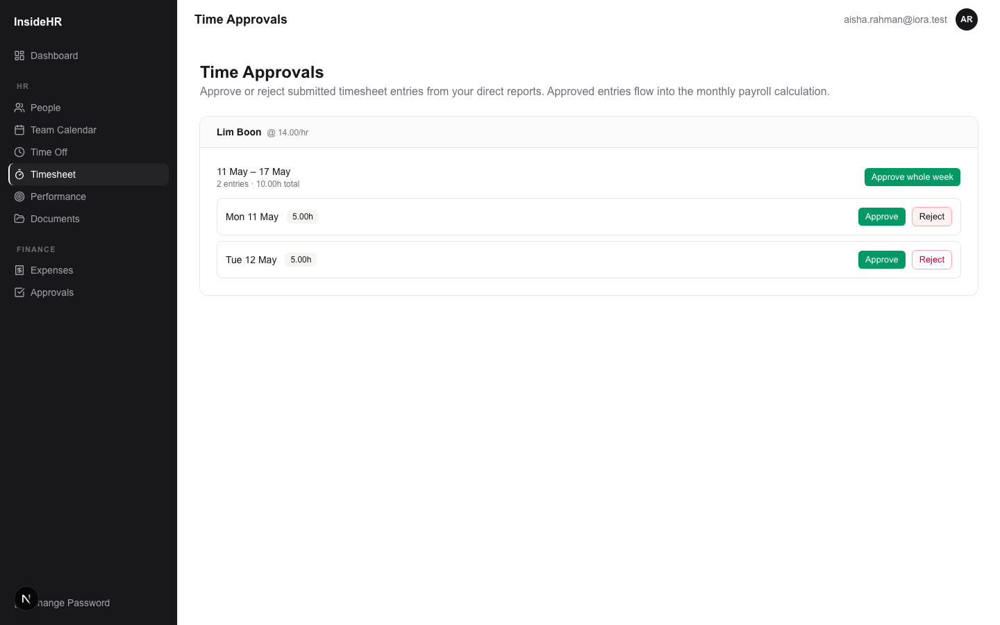 InsideHR
Dashboard
HR
People
Team Calendar
Time Off
Timesheet
Performance
Documents
FINANCE
Expenses
Approvals
N
hange Password
Time Approvals
aisha.rahman@iora.test
AR
Time Approvals
Approve or reject submitted timesheet entries from your direct reports. Approved entries flow into the monthly payroll calculation.
Lim Boon @ 14.00/hr
11 May – 17 May
2 entries · 10.00h total
Approve whole week
Mon 11 May 5.00h Approve Reject
Tue 12 May 5.00h Approve Reject